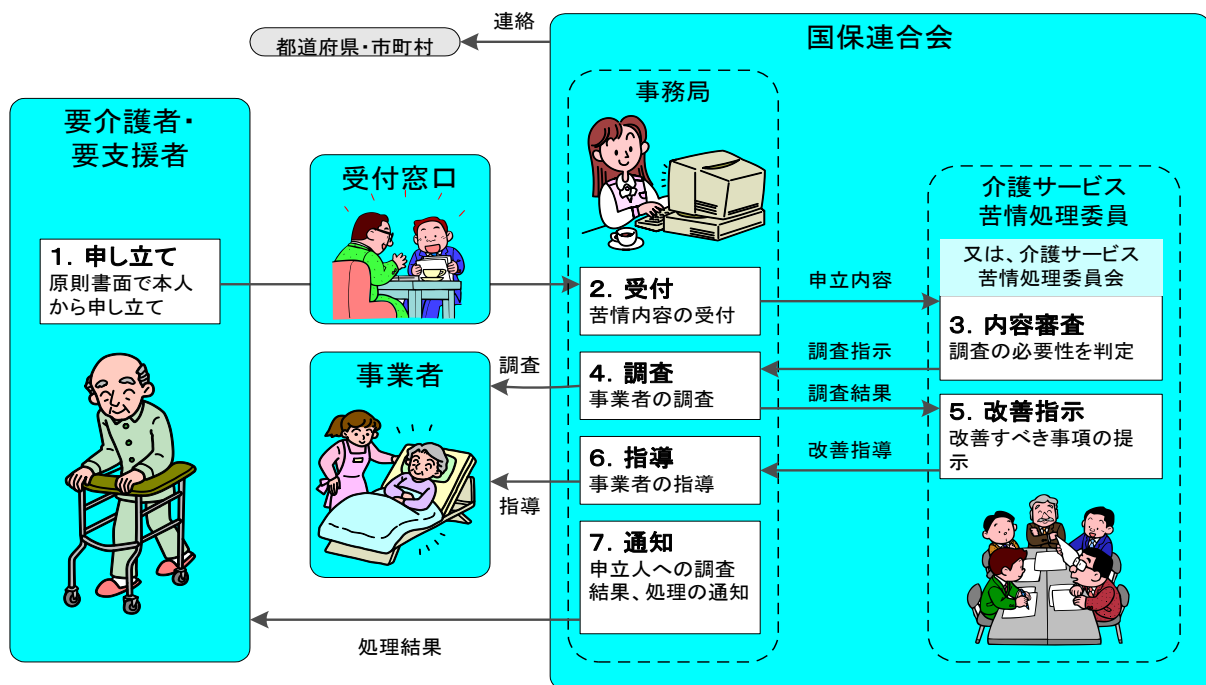 連絡
都道府県・市町村
国保連合会
要介護者・
要支援者
1．申し立て
原則書面で本人
から申し立て
受付窓口
事務局
2．受付
苦情内容の受付
申立内容
介護サービス
苦情処理委員
又は、介護サービス
苦情処理委員会
3．内容審査
調査の必要性を判定
調査指示
事業者
調査
4．調査
事業者の調査
調査結果
5．改善指示
改善すべき事項の提
示
改善指導
6．指導
事業者の指導
指導
7．通知
申立人への調査
結果、処理の通知
処理結果